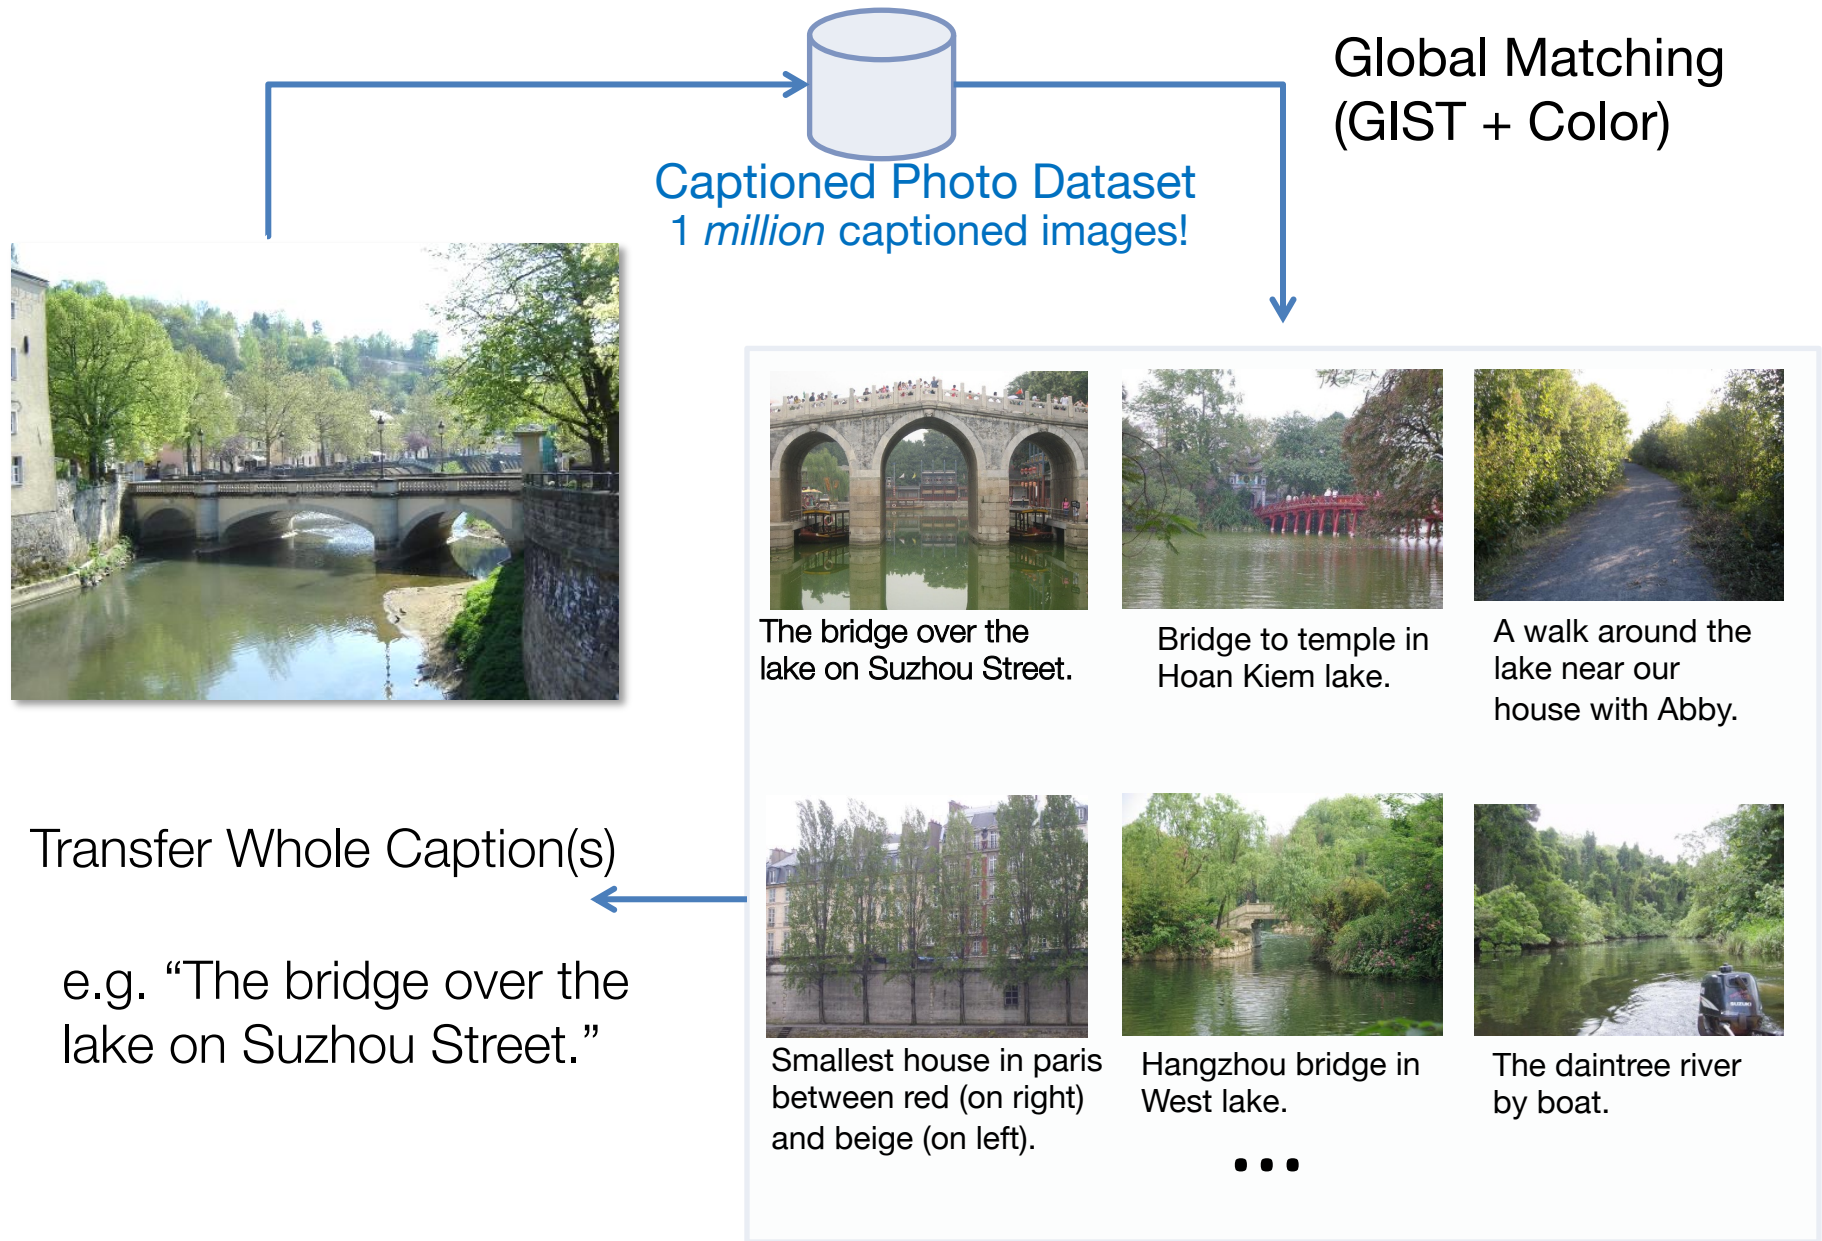 Global Matching
(GIST + Color)
Captioned Photo Dataset
1 million captioned images!
The bridge over the
lake on Suzhou Street.
Bridge to temple in
Hoan Kiem lake.
A walk around the
lake near our
house with Abby.
Transfer Whole Caption(s)
e.g. “The bridge over the
lake on Suzhou Street.”
Smallest house in paris
between red (on right)
and beige (on left).
Hangzhou bridge in
West lake.
SUZUKI
The daintree river
by boat.
...